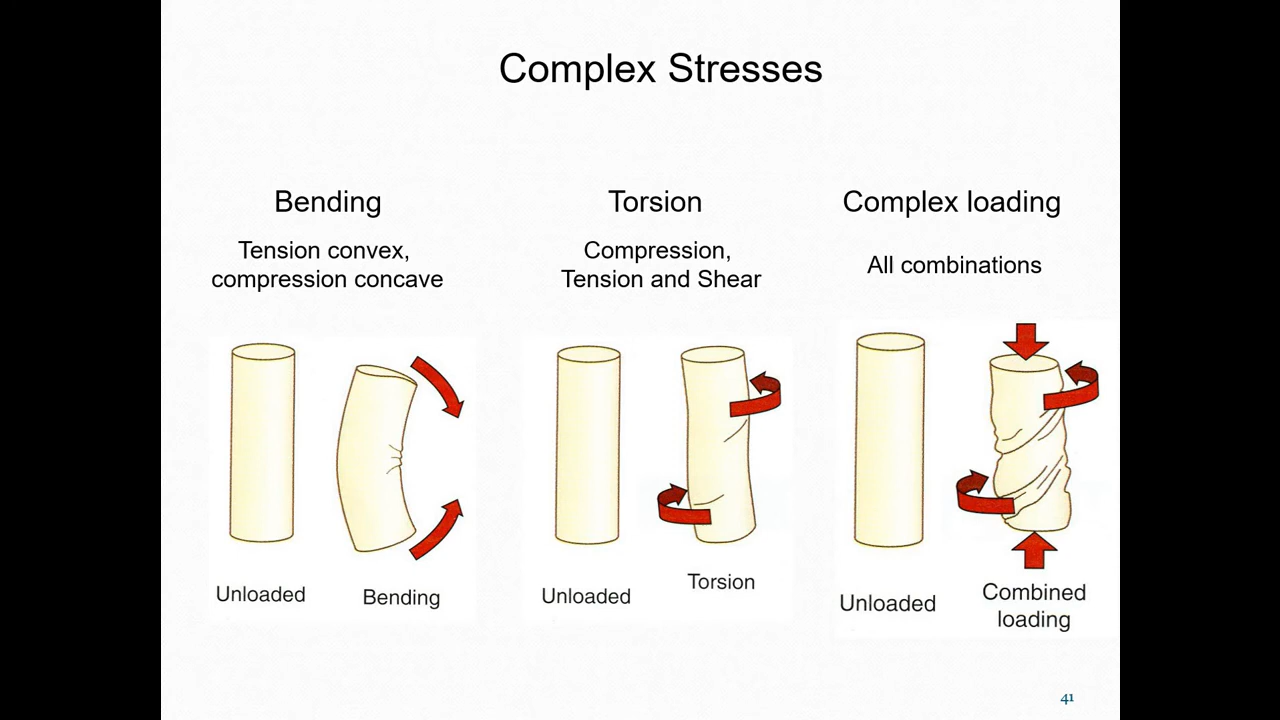 Complex Stresses
Bending
Tension convex,
compression concave
Torsion
Compression,
Tension and Shear
Complex loading
All combinations
Unloaded
Bending
Unloaded
Torsion
Unloaded
Combined
loading
41